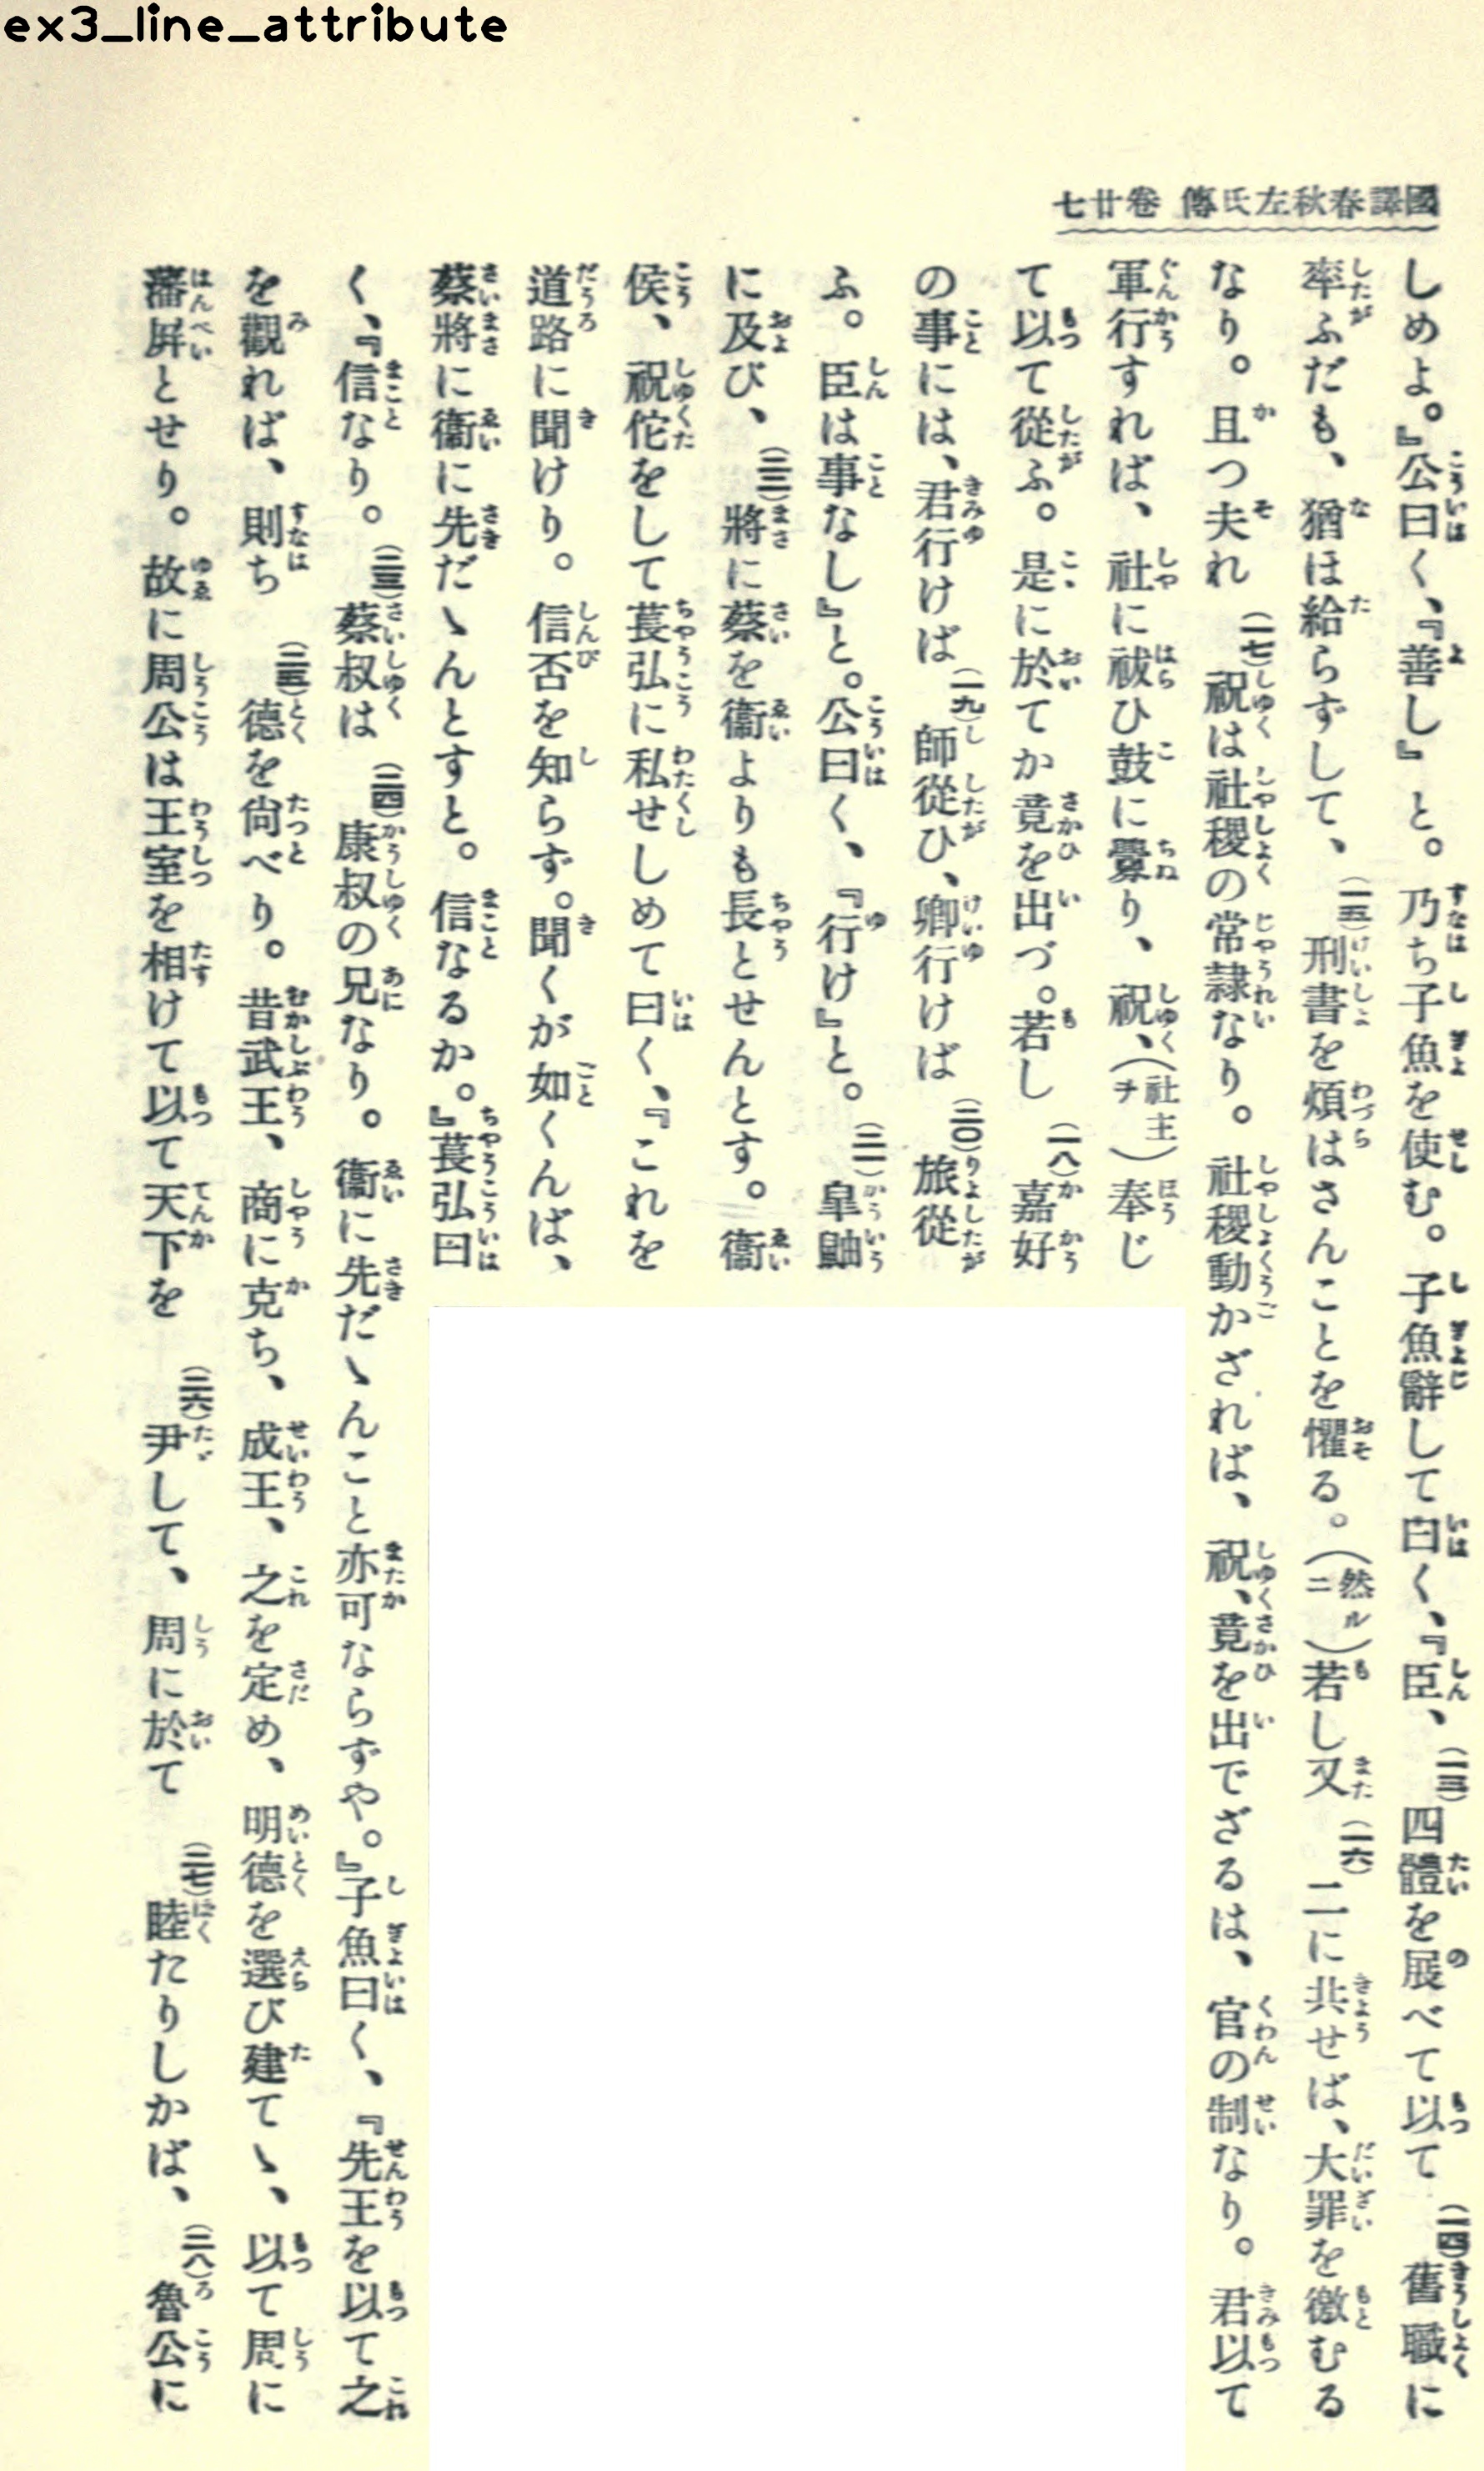 ex3_line_attribute
國譯春秋左氏傳 卷廿七
しめよ。』公曰く、『善し』と。乃ち子魚を使む。子魚辭して曰く、『臣、(一三)四體を展べて以て(一四)舊職に
率ふだも、猶ほ給らずして、(一五)刑書を煩はさんことを懼る。(然ルニ)若し又(一六)二に共せば、大罪を徼むる
なり。且つ夫れ(一七)祝は社稷の常隷なり。社稷動かざれば、祝、竟を出でざるは、官の制なり。君以て
軍行すれば、社に祓ひ鼓に釁り、祝、(社主ヲ)奉じ
て以て從ふ。是に於てか竟を出づ。若し(一八)嘉好
の事には、君行けば(一九)師從ひ、卿行けば(二〇)旅從
ふ。臣は事なし』と。公曰く、『行け』と。(二一)皐鼬
に及び、(二二)將に蔡を衞よりも長とせんとす。衞
侯、祝佗をして萇弘に私せしめて曰く、『これを
道路に聞けり。信否を知らず。聞くが如くんば、
蔡將に衞に先だゝんとすと。信なるか。』萇弘曰
く、『信なり。(二三)蔡叔は(二四)康叔の兄なり。衞に先だゝんこと亦可ならずや。』子魚曰く、『先王を以て之
を觀れば、則ち(二五)德を尙べり。昔武王、商に克ち、成王、之を定め、明德を選び建てゝ、以て周に
藩屛とせり。故に周公は王室を相けて以て天下を(二六)尹して、周に於て(二七)睦たりしかば、(二八)魯公に